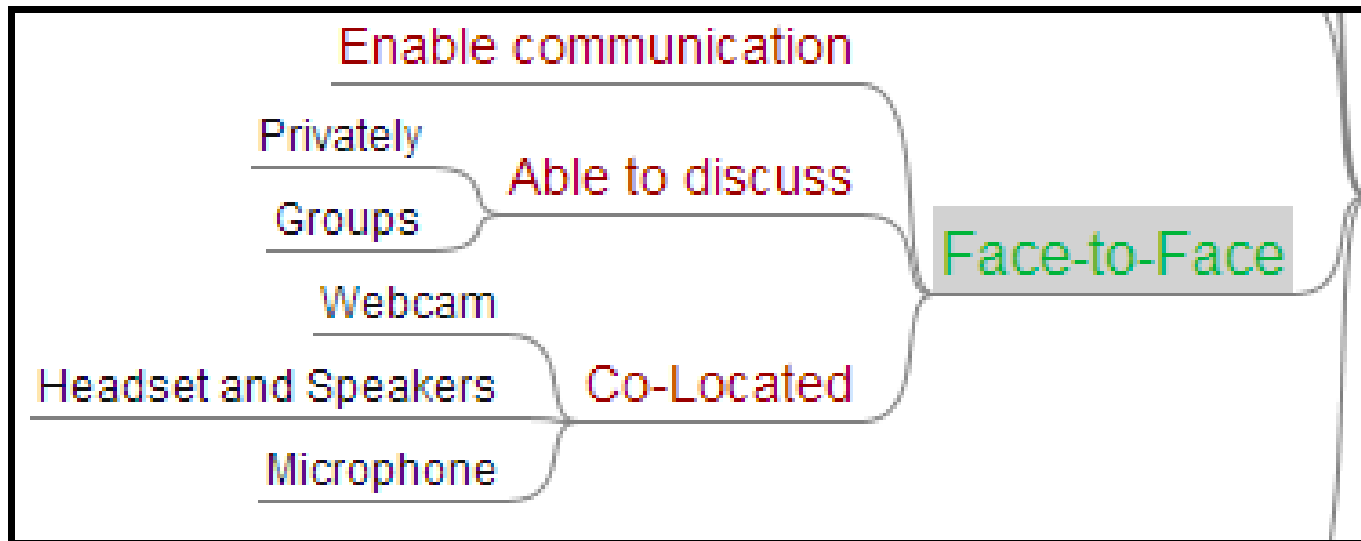 Enable communication
Privately
Able to discuss
Groups
Face-to-Face
Webcam
Headset and Speakers
Co-Located
Microphone